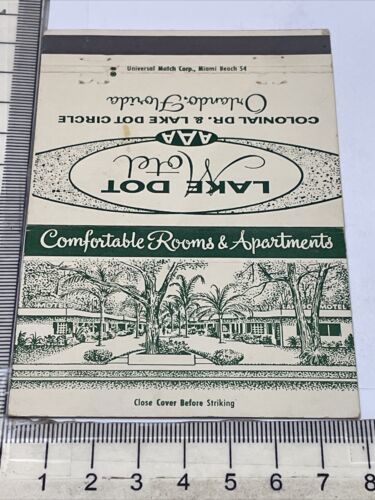 Universal Match Corp., Miami Beach 54
Orlando, Florida
COLONIAL DR. & LAKE DOT CIRCLE
AAA
Motel
LAKE DOT
Comfortable Rooms & Apartments
Close Cover Before Striking
1 2 3 4 5 6 7 8